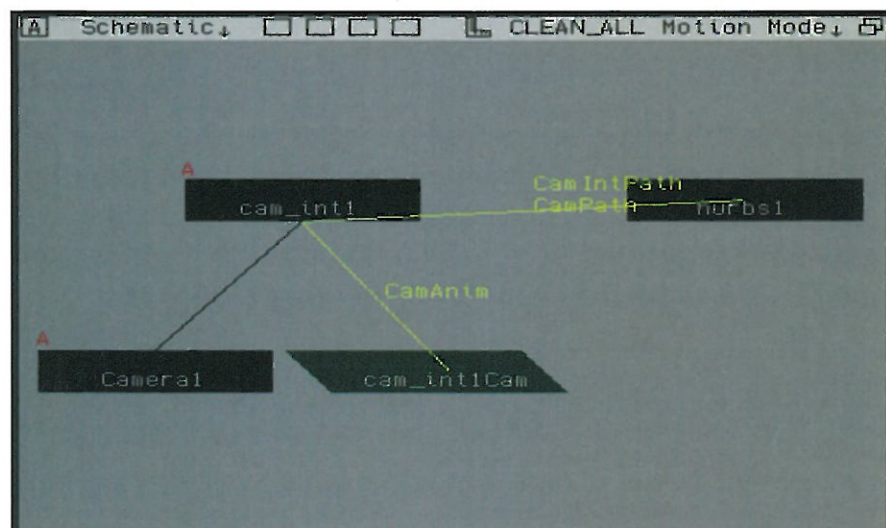 A Schematic↓ CLEAN_ALL Motion Mode↓
A
CamIntPath
cam_int1 CamPath nurbs1
CamAnim
A
Camera1 cam_int1Cam